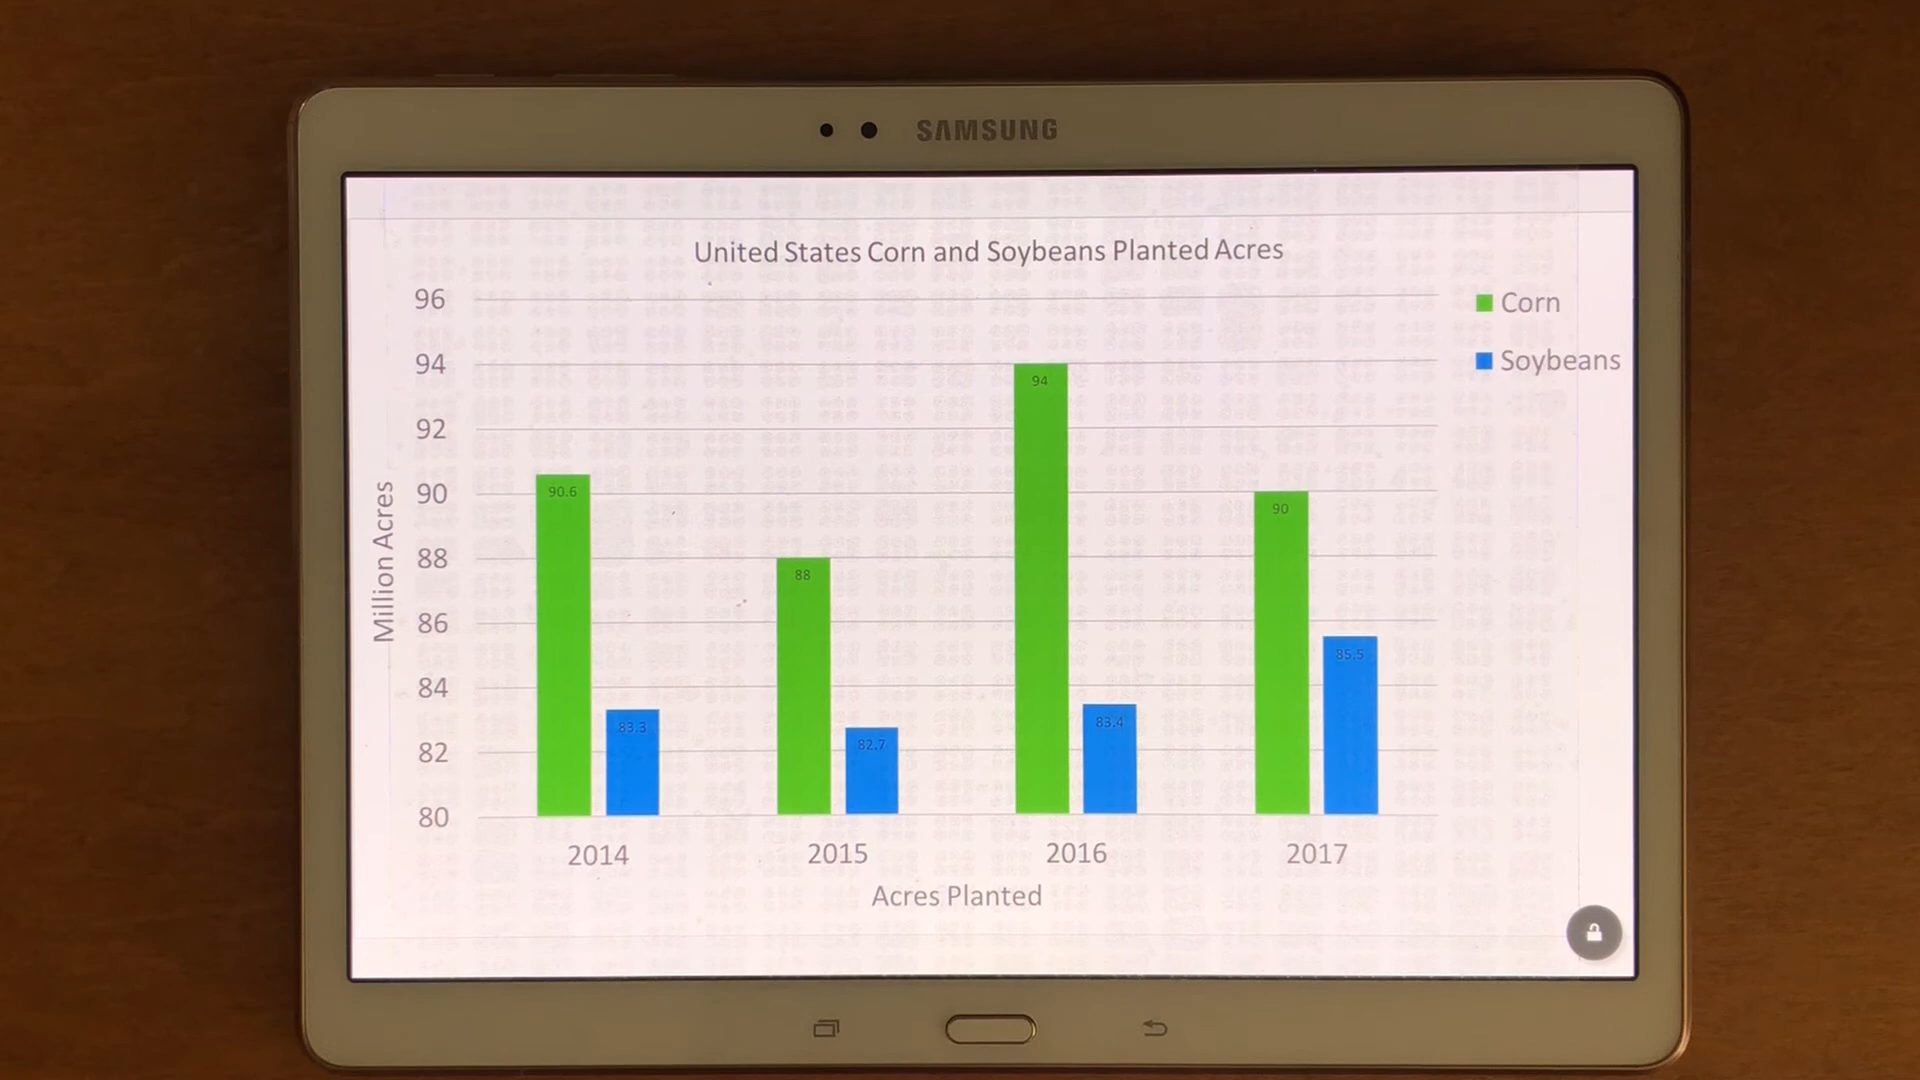 SAMSUNG
United States Corn and Soybeans Planted Acres
96
94
92
90
88
86
84
82
80
Million Acres
Corn
Soybeans
90.6
83.3
88
82.7
94
83.4
90
85.5
2014 2015 2016 2017
Acres Planted